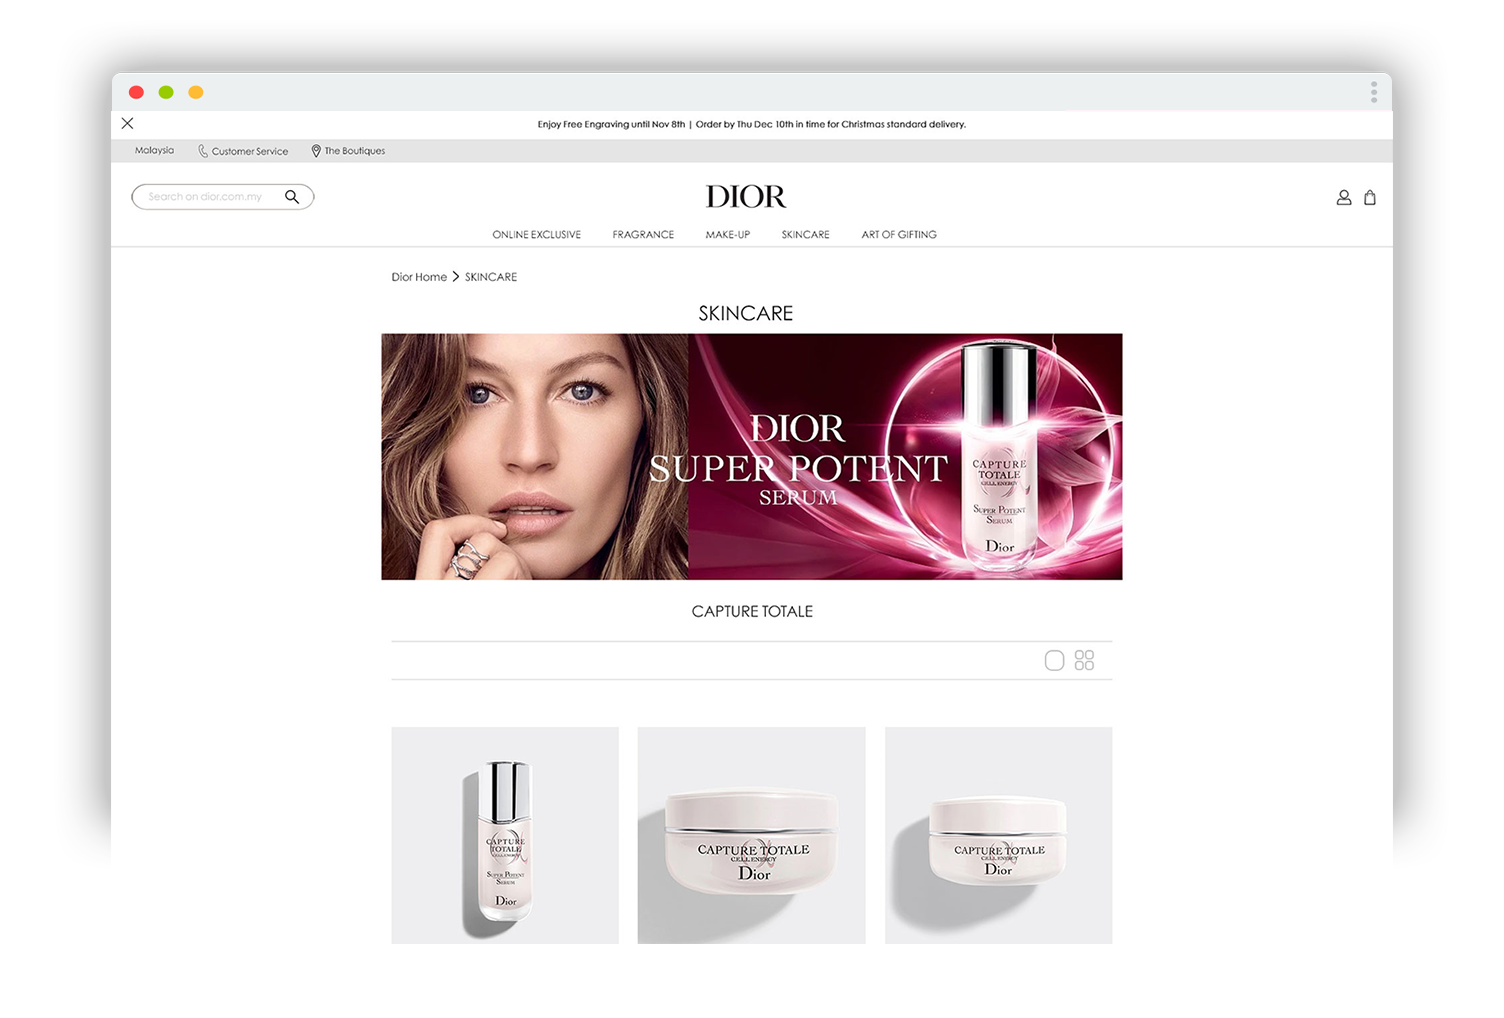 Enjoy Free Engraving until Nov 8th | Order by Thu Dec 10th in time for Christmas standard delivery.
Malaysia Customer Service The Boutiques
Search on dior.com.my
DIOR
ONLINE EXCLUSIVE FRAGRANCE MAKE-UP SKINCARE ART OF GIFTING
Dior Home > SKINCARE
SKINCARE
DIOR
SUPER POTENT
SERUM
CAPTURE
TOTALE
CELL ENERGY
SUPER POTENT
SERUM
Dior
CAPTURE TOTALE
CAPTURE
TOTALE
CELL ENERGY
SUPER POTENT
SERUM
Dior
CAPTURE TOTALE
CELL ENERGY
Dior
CAPTURE TOTALE
CELL ENERGY
Dior